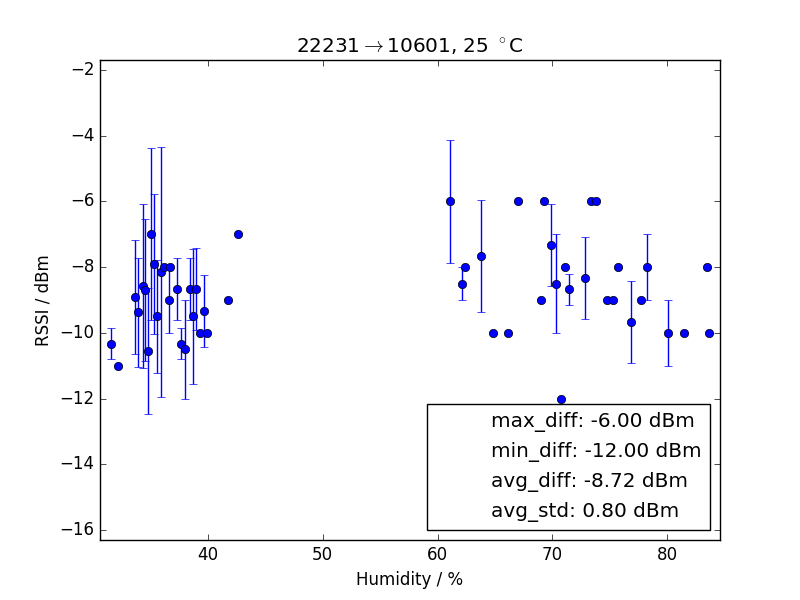 22231→10601, 25 °C
−2
−4
−6
−8
−10
−12
−14
−16
RSSI / dBm
max_diff: -6.00 dBm
min_diff: -12.00 dBm
avg_diff: -8.72 dBm
avg_std: 0.80 dBm
40 50 60 70 80
Humidity / %